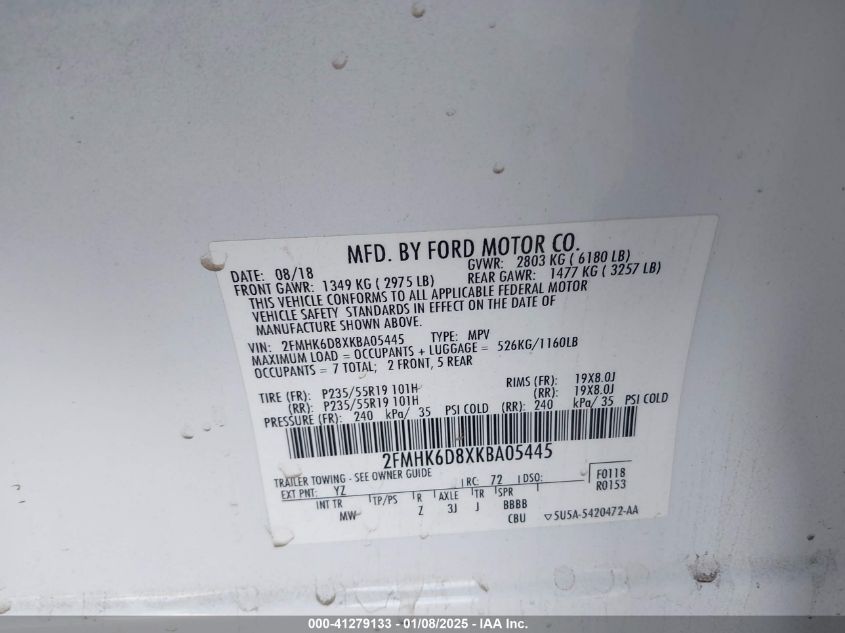 MFD. BY FORD MOTOR CO.
DATE: 08/18 GVWR: 2803 KG ( 6180 LB)
FRONT GAWR: 1349 KG ( 2975 LB) REAR GAWR: 1477 KG ( 3257 LB)
THIS VEHICLE CONFORMS TO ALL APPLICABLE FEDERAL MOTOR
VEHICLE SAFETY STANDARDS IN EFFECT ON THE DATE OF
MANUFACTURE SHOWN ABOVE.
VIN: 2FMHK6D8XKBA05445 TYPE: MPV
MAXIMUM LOAD = OCCUPANTS + LUGGAGE = 526KG/1160LB
OCCUPANTS = 7 TOTAL; 2 FRONT, 5 REAR
TIRE (FR): P235/55R19 101H RIMS (FR): 19X8.0J
(RR): P235/55R19 101H (RR): 19X8.0J
PRESSURE (FR): 240 kPa/ 35 PSI COLD (RR): 240 kPa/ 35 PSI COLD
2FMHK6D8XKBA05445
TRAILER TOWING - SEE OWNER GUIDE
EXT PNT: YZ RC: 72 DSO: F0118
R0153
INT TR TP/PS R AXLE TR SPR
MW Z 3J J BBBB
CBU 5U5A-5420472-AA
000-41279133 - 01/08/2025 - IAA Inc.